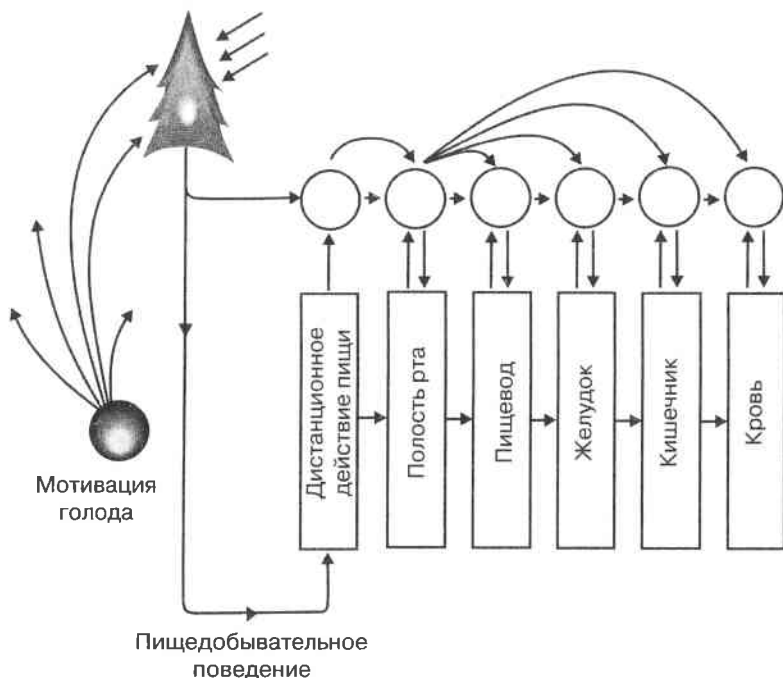 Мотивация
голода
Пищедобывательное
поведение
Дистанционное
действие пищи
Полость рта
Пищевод
Желудок
Кишечник
Кровь